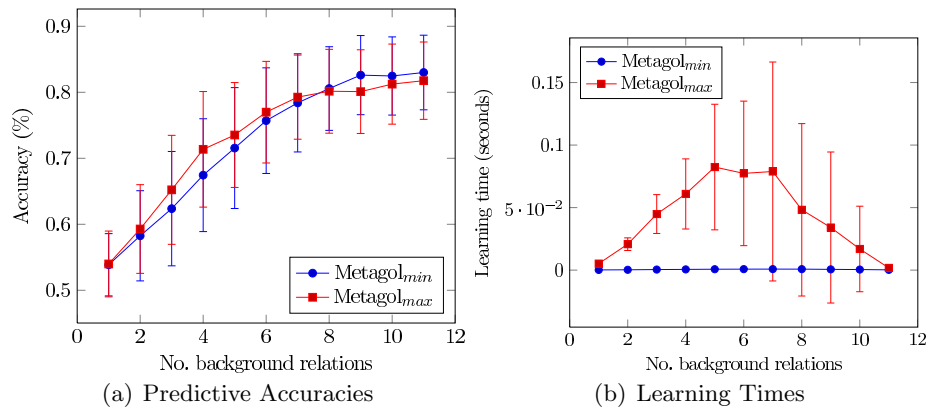 0.9
0.8
0.7
0.6
0.5
Accuracy (%)
0 2 4 6 8 10 12
No. background relations
Metagol_min
Metagol_max
(a) Predictive Accuracies
0.15
0.1
5·10⁻²
0
Learning time (seconds)
0 2 4 6 8 10 12
No. background relations
Metagol_min
Metagol_max
(b) Learning Times